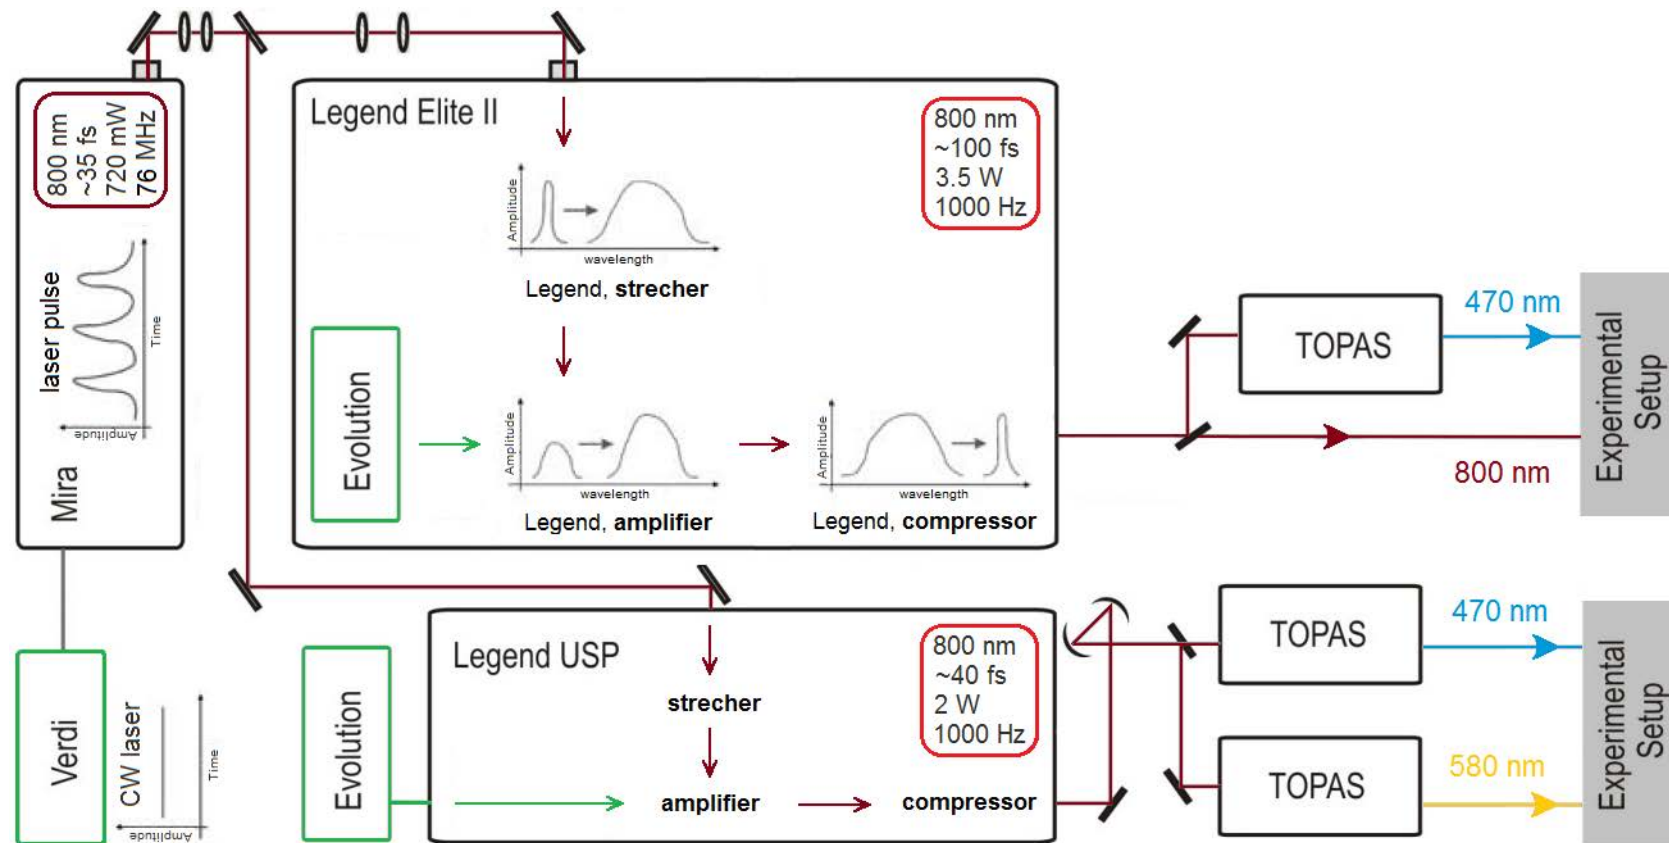 800 nm
~35 fs
720 mW
76 MHz
laser pulse
Time
Amplitude
Mira
Verdi
CW laser
Time
Amplitude
Legend Elite II
800 nm
~100 fs
3.5 W
1000 Hz
Amplitude
wavelength
Legend, strecher
Evolution
Amplitude
wavelength
Legend, amplifier
Amplitude
wavelength
Legend, compressor
TOPAS
470 nm
800 nm
Experimental
Setup
Evolution
Legend USP
800 nm
~40 fs
2 W
1000 Hz
strecher
amplifier
compressor
TOPAS
470 nm
TOPAS
580 nm
Experimental
Setup